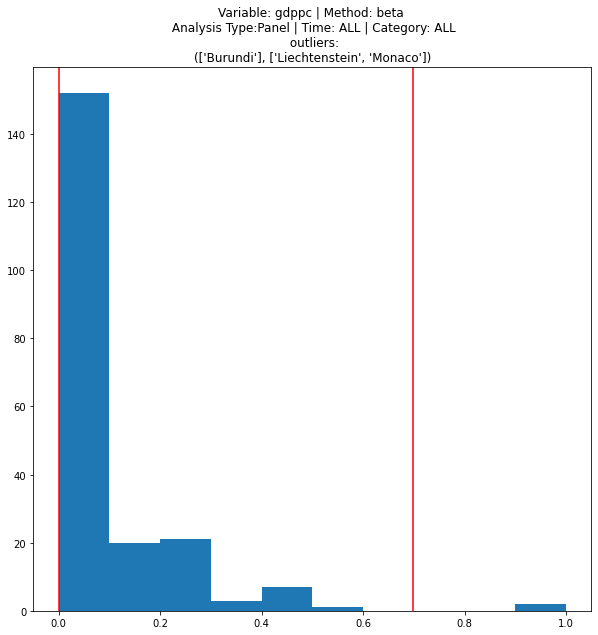 Variable: gdppc | Method: beta
Analysis Type:Panel | Time: ALL | Category: ALL
outliers:
(['Burundi'], ['Liechtenstein', 'Monaco'])
140
120
100
80
60
40
20
0
0.0 0.2 0.4 0.6 0.8 1.0